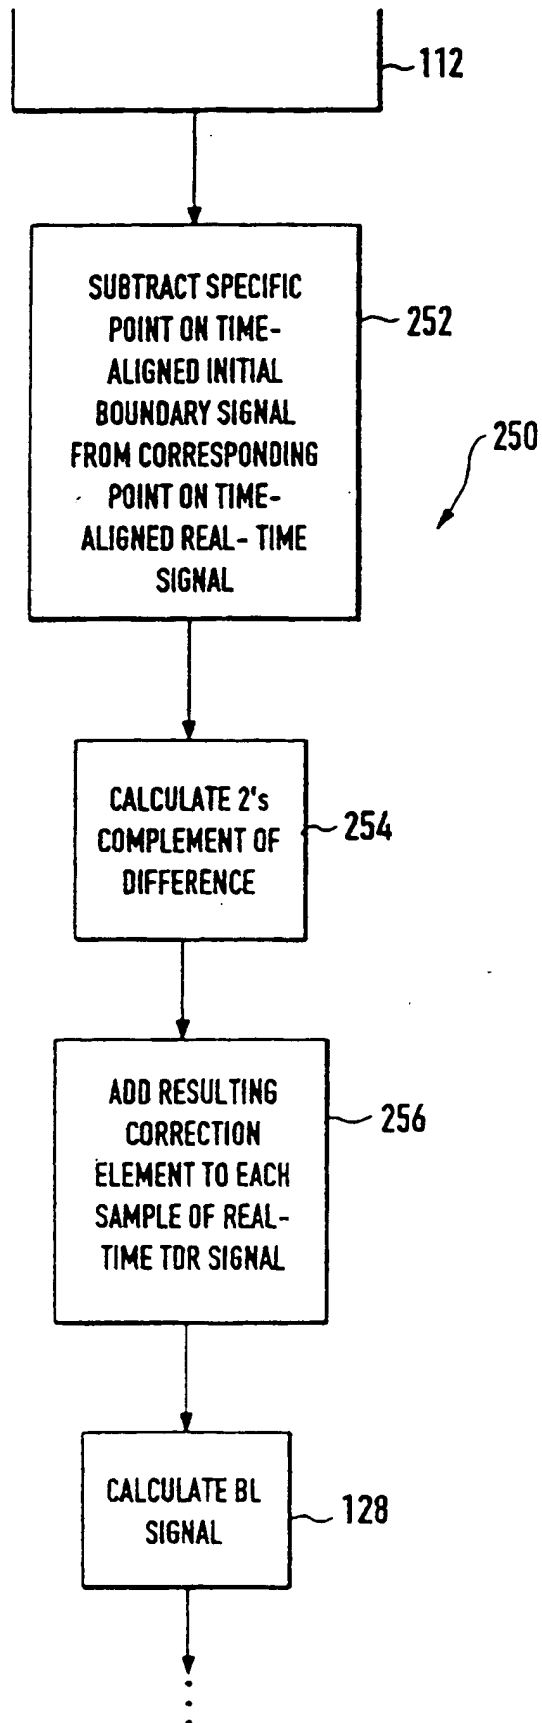 112
SUBTRACT SPECIFIC
POINT ON TIME-
ALIGNED INITIAL
BOUNDARY SIGNAL
FROM CORRESPONDING
POINT ON TIME-
ALIGNED REAL- TIME
SIGNAL
252
250
CALCULATE 2's
COMPLEMENT OF
DIFFERENCE
254
ADD RESULTING
CORRECTION
ELEMENT TO EACH
SAMPLE OF REAL-
TIME TDR SIGNAL
256
CALCULATE BL
SIGNAL
128